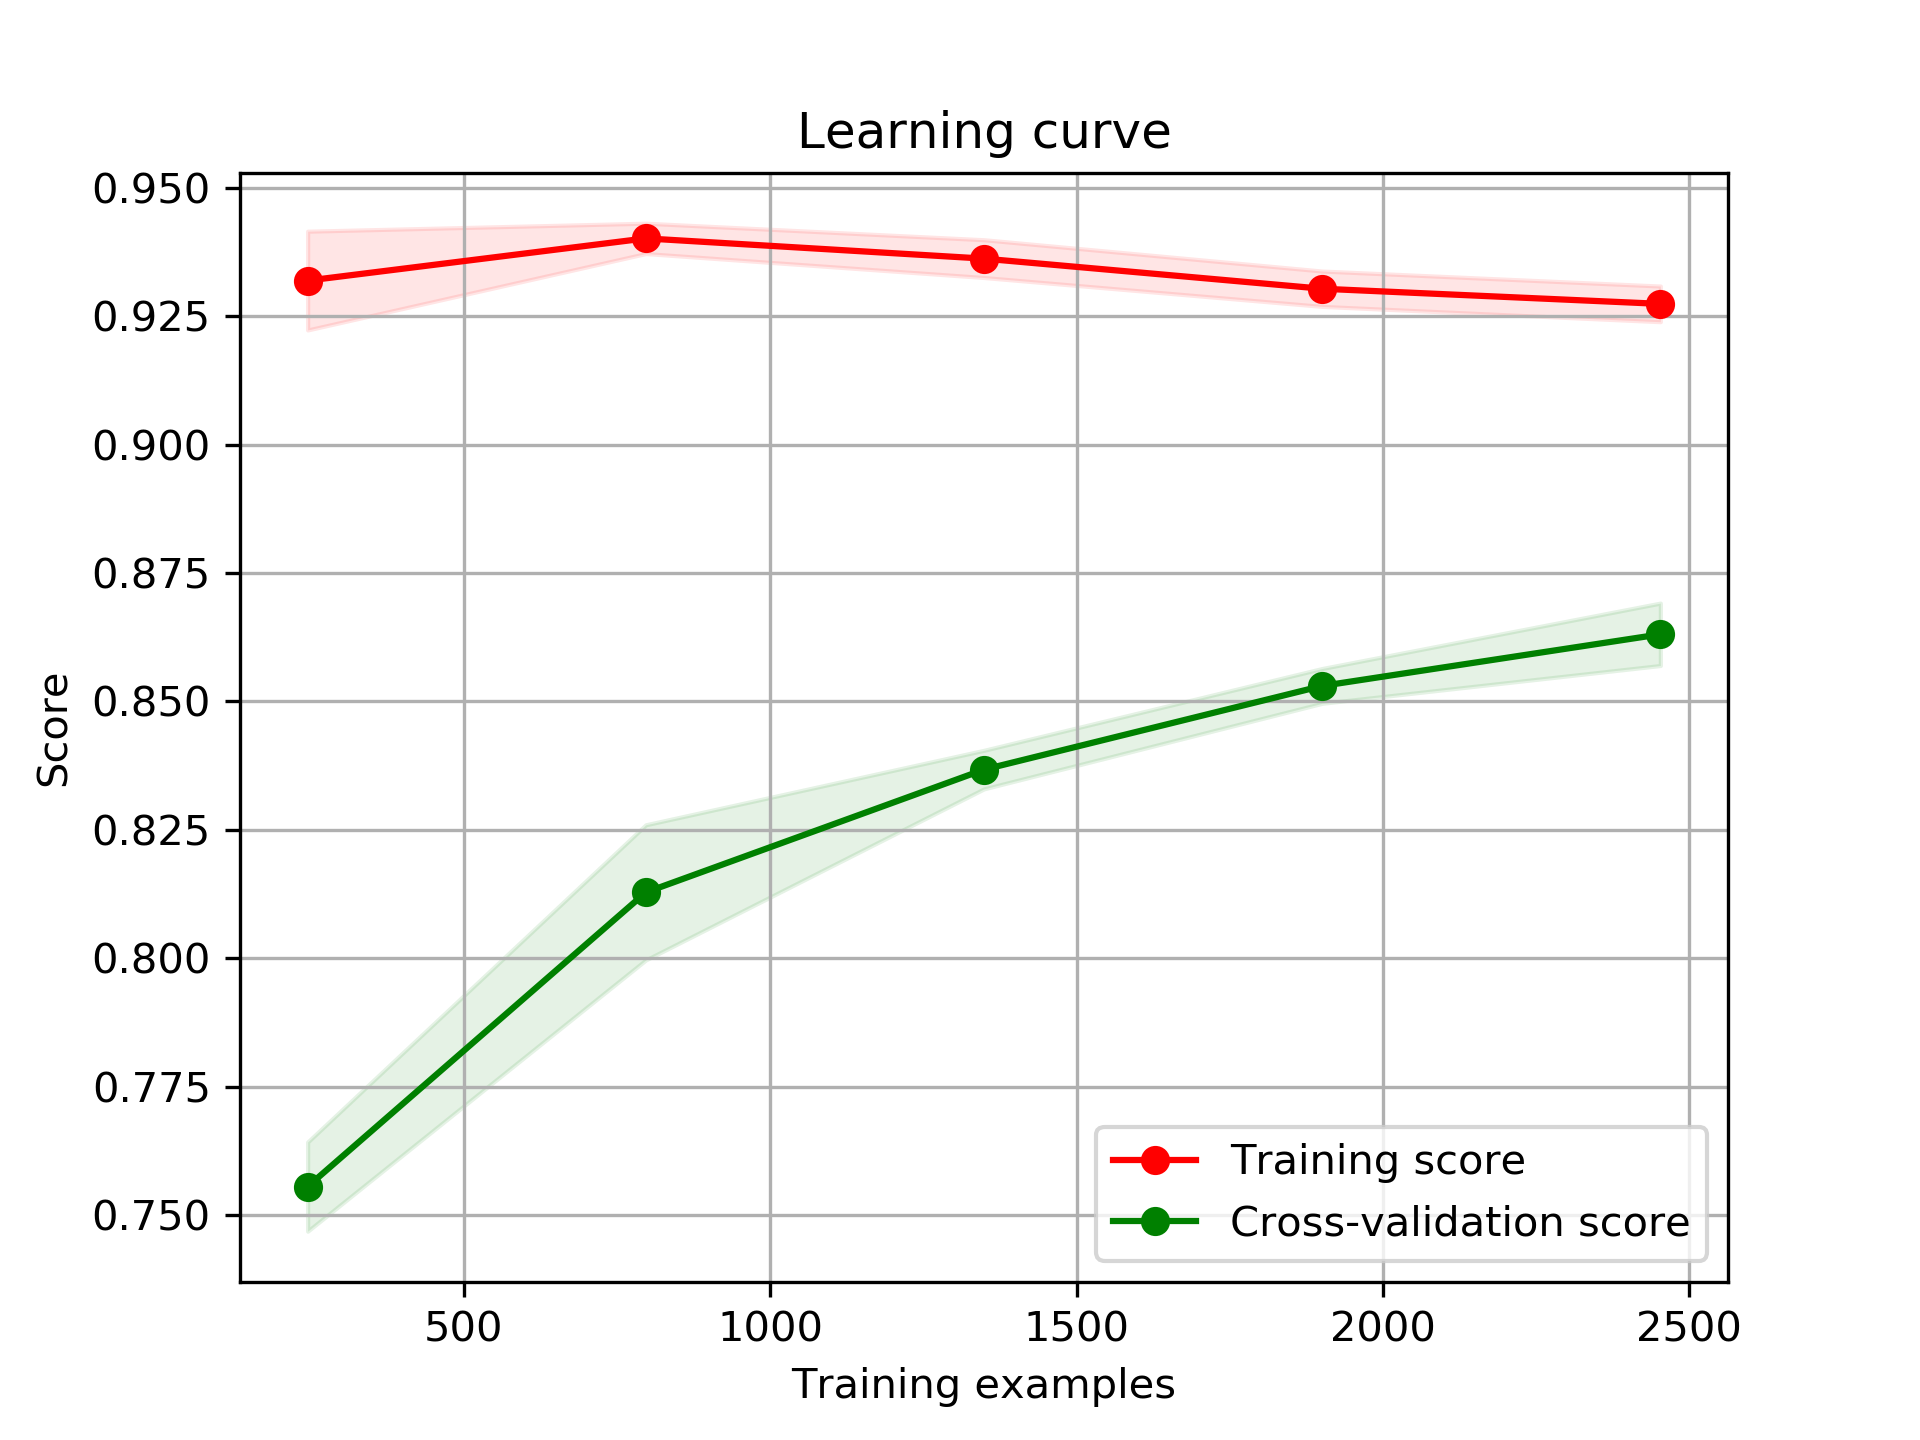 Learning curve
0.950
0.925
0.900
0.875
0.850
0.825
0.800
0.775
0.750
Score
Training score
Cross-validation score
500 1000 1500 2000 2500
Training examples